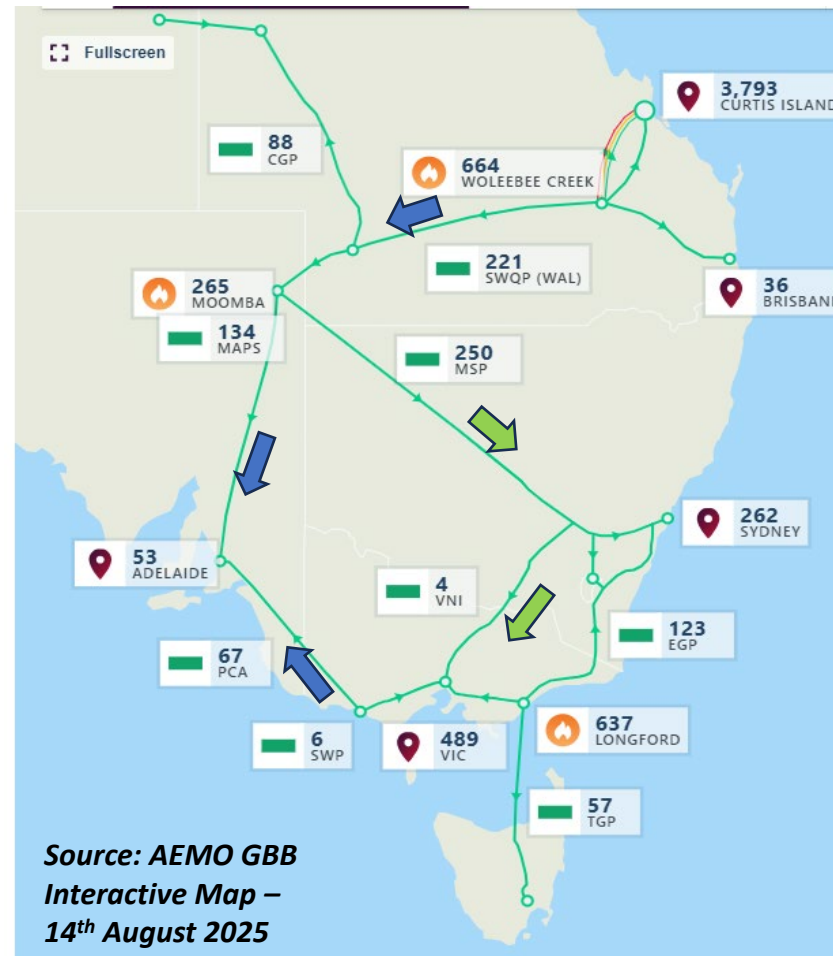 Fullscreen
3,793
CURTIS ISLAND
88
CGP
664
WOLEEBEE CREEK
221
SWQP (WAL)
36
BRISBANE
265
MOOMBA
134
MAPS
250
MSP
262
SYDNEY
53
ADELAIDE
4
VNI
123
EGP
67
PCA
6
SWP
489
VIC
637
LONGFORD
57
TGP
Source: AEMO GBB
Interactive Map –
14th August 2025